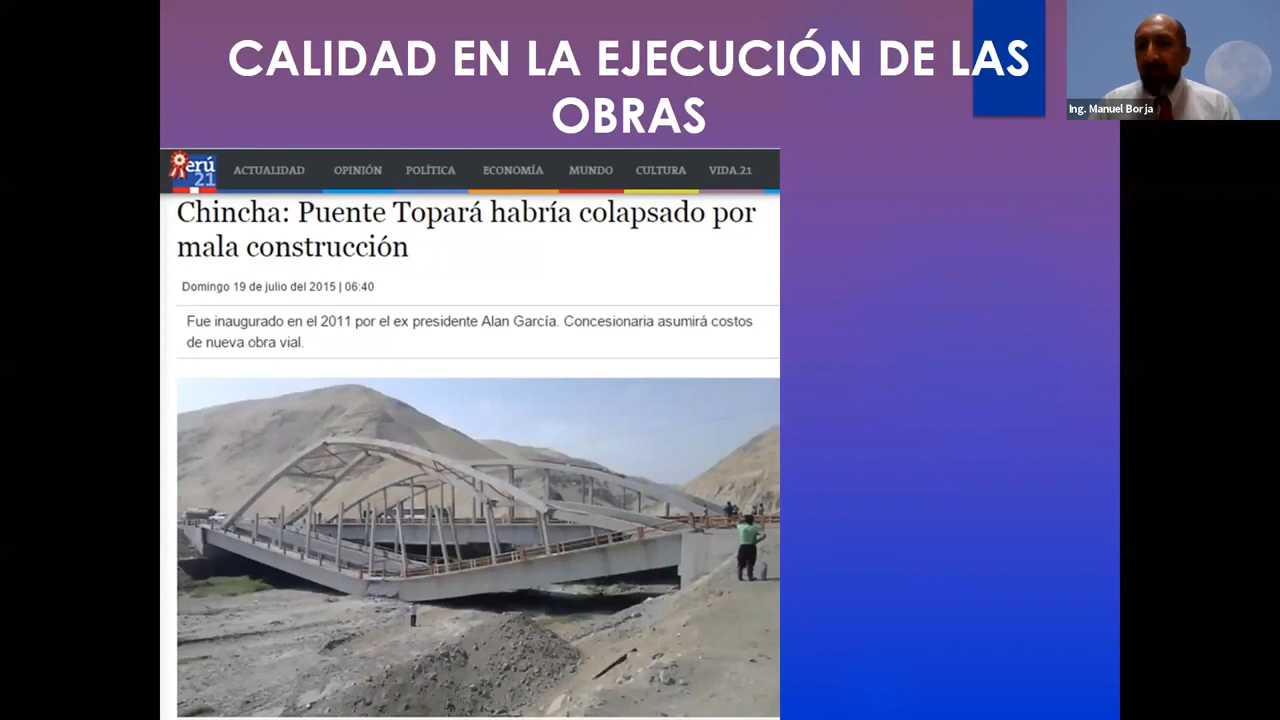 CALIDAD EN LA EJECUCIÓN DE LAS
OBRAS
Ing. Manuel Borja
Perú
21
ACTUALIDAD OPINIÓN POLÍTICA ECONOMÍA MUNDO CULTURA VIDA.21
Chincha: Puente Topará habría colapsado por
mala construcción
Domingo 19 de julio del 2015 | 06:40
Fue inaugurado en el 2011 por el ex presidente Alan García. Concesionaria asumirá costos
de nueva obra vial.